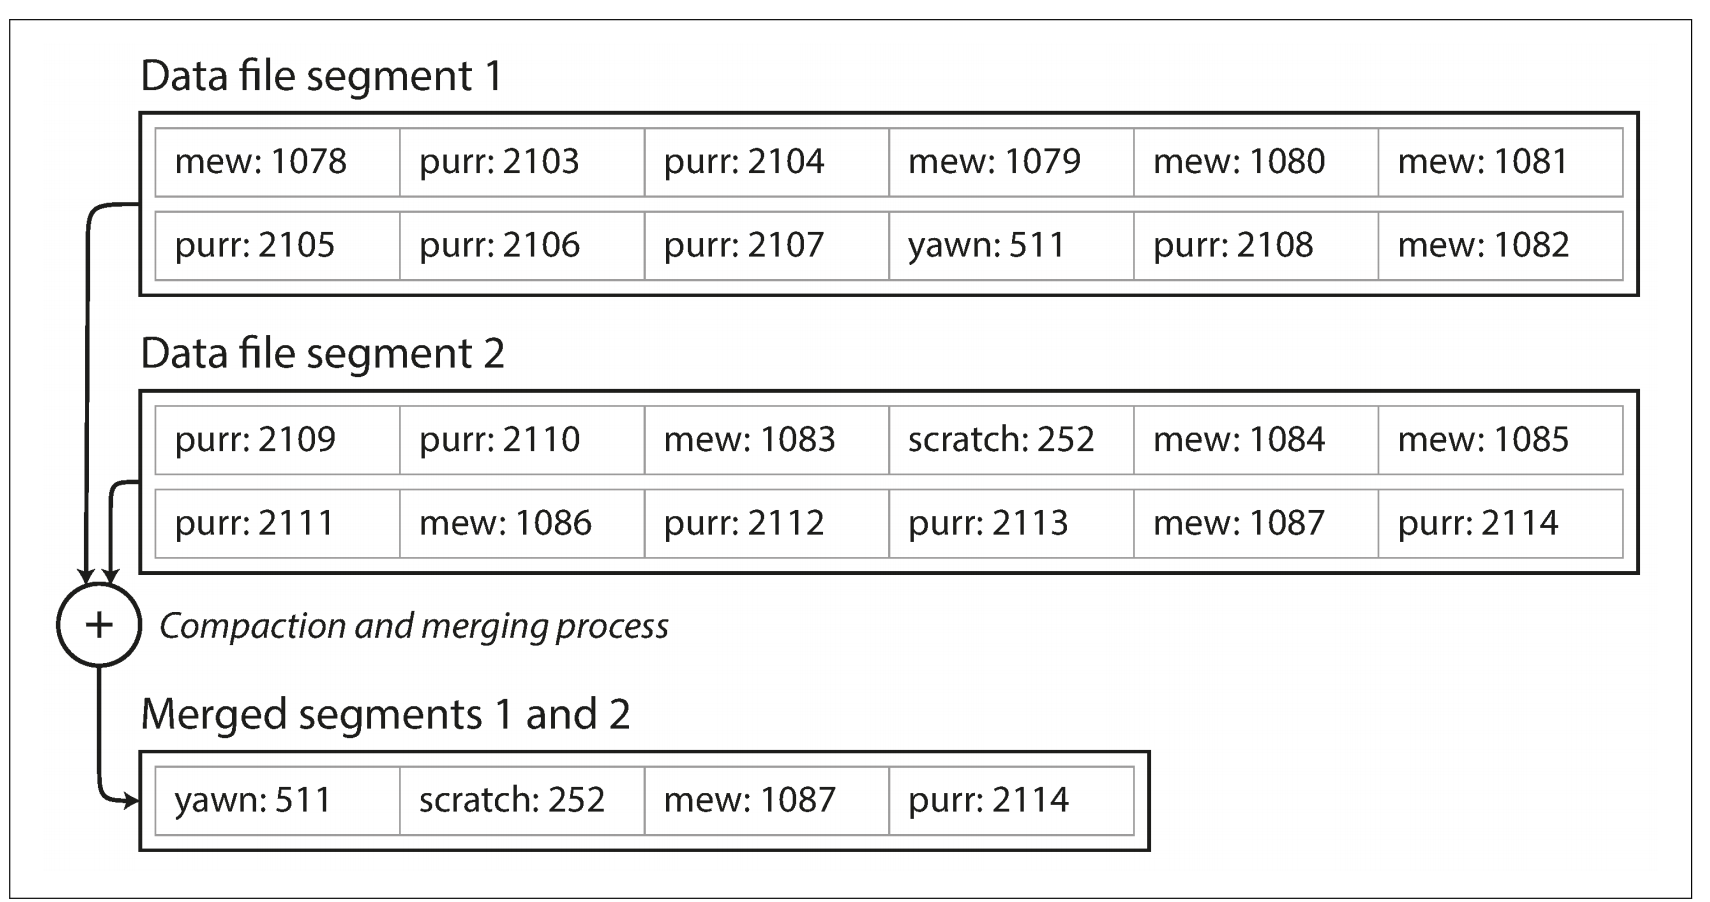 Data file segment 1
mew: 1078 purr: 2103 purr: 2104 mew: 1079 mew: 1080 mew: 1081
purr: 2105 purr: 2106 purr: 2107 yawn: 511 purr: 2108 mew: 1082
Data file segment 2
purr: 2109 purr: 2110 mew: 1083 scratch: 252 mew: 1084 mew: 1085
purr: 2111 mew: 1086 purr: 2112 purr: 2113 mew: 1087 purr: 2114
+ Compaction and merging process
Merged segments 1 and 2
yawn: 511 scratch: 252 mew: 1087 purr: 2114